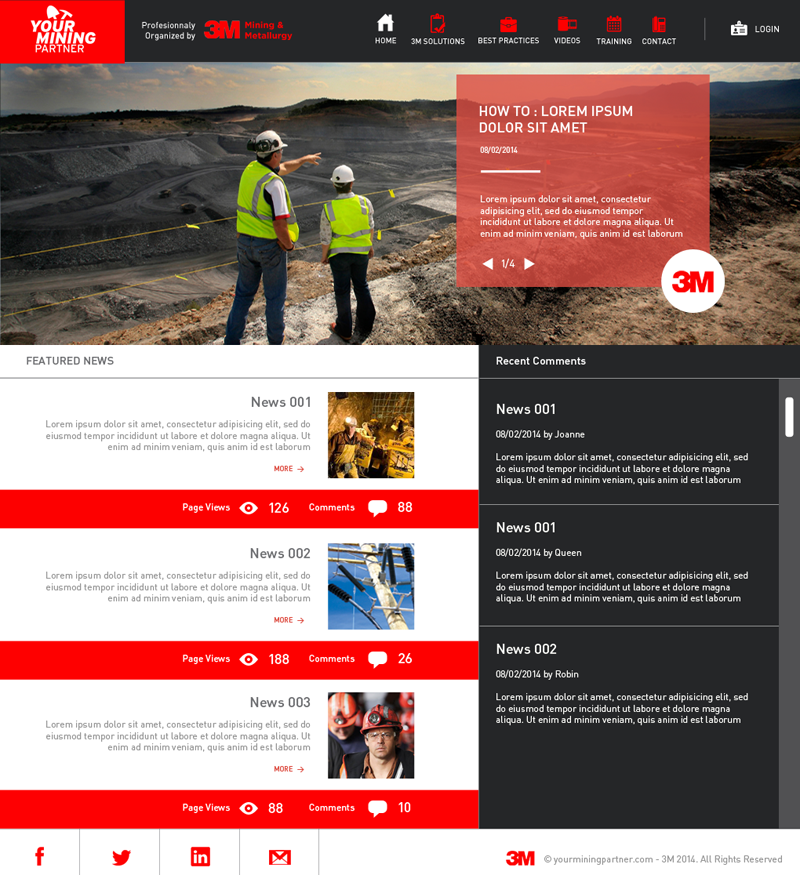 YOUR
MINING
PARTNER
Profesionnaly
Organized by
3M Mining &
Metallurgy
HOME
3M SOLUTIONS
BEST PRACTICES
VIDEOS
TRAINING
CONTACT
LOGIN
HOW TO : LOREM IPSUM
DOLOR SIT AMET
08/02/2014
Lorem ipsum dolor sit amet, consectetur
adipisicing elit, sed do eiusmod tempor
incididunt ut labore et dolore magna aliqua. Ut
enim ad minim veniam, quis anim id est laborum
1/4
3M
FEATURED NEWS
News 001
Lorem ipsum dolor sit amet, consectetur adipisicing elit, sed do
eiusmod tempor incididunt ut labore et dolore magna aliqua. Ut
enim ad minim veniam, quis anim id est laborum
MORE →
Page Views 126 Comments 88
News 002
Lorem ipsum dolor sit amet, consectetur adipisicing elit, sed do
eiusmod tempor incididunt ut labore et dolore magna aliqua. Ut
enim ad minim veniam, quis anim id est laborum
MORE →
Page Views 188 Comments 26
News 003
Lorem ipsum dolor sit amet, consectetur adipisicing elit, sed do
eiusmod tempor incididunt ut labore et dolore magna aliqua. Ut
enim ad minim veniam, quis anim id est laborum
MORE →
Page Views 88 Comments 10
Recent Comments
News 001
08/02/2014 by Joanne
Lorem ipsum dolor sit amet, consectetur adipisicing elit, sed
do eiusmod tempor incididunt ut labore et dolore magna
aliqua. Ut enim ad minim veniam, quis anim id est laborum
News 001
08/02/2014 by Queen
Lorem ipsum dolor sit amet, consectetur adipisicing elit, sed
do eiusmod tempor incididunt ut labore et dolore magna
aliqua. Ut enim ad minim veniam, quis anim id est laborum
News 002
08/02/2014 by Robin
Lorem ipsum dolor sit amet, consectetur adipisicing elit, sed
do eiusmod tempor incididunt ut labore et dolore magna
aliqua. Ut enim ad minim veniam, quis anim id est laborum
3M © yourminingpartner.com - 3M 2014. All Rights Reserved